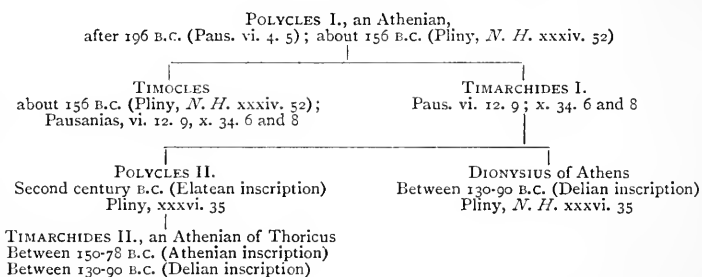 POLYCLES I., an Athenian,
after 196 B.C. (Paus. vi. 4. 5) ; about 156 B.C. (Pliny, N. H. xxxiv. 52)
TIMOCLES
about 156 B.C. (Pliny, N. H. xxxiv. 52) ;
Pausanias, vi. 12. 9, x. 34. 6 and 8
TIMARCHIDES I.
Paus. vi. 12. 9 ; x. 34. 6 and 8
POLYCLES II.
Second century B.C. (Elatean inscription)
Pliny, xxxvi. 35
DIONYSIUS of Athens
Between 130-90 B.C. (Delian inscription)
Pliny, N. H. xxxvi. 35
TIMARCHIDES II., an Athenian of Thoricus
Between 150-78 B.C. (Athenian inscription)
Between 130-90 B.C. (Delian inscription)